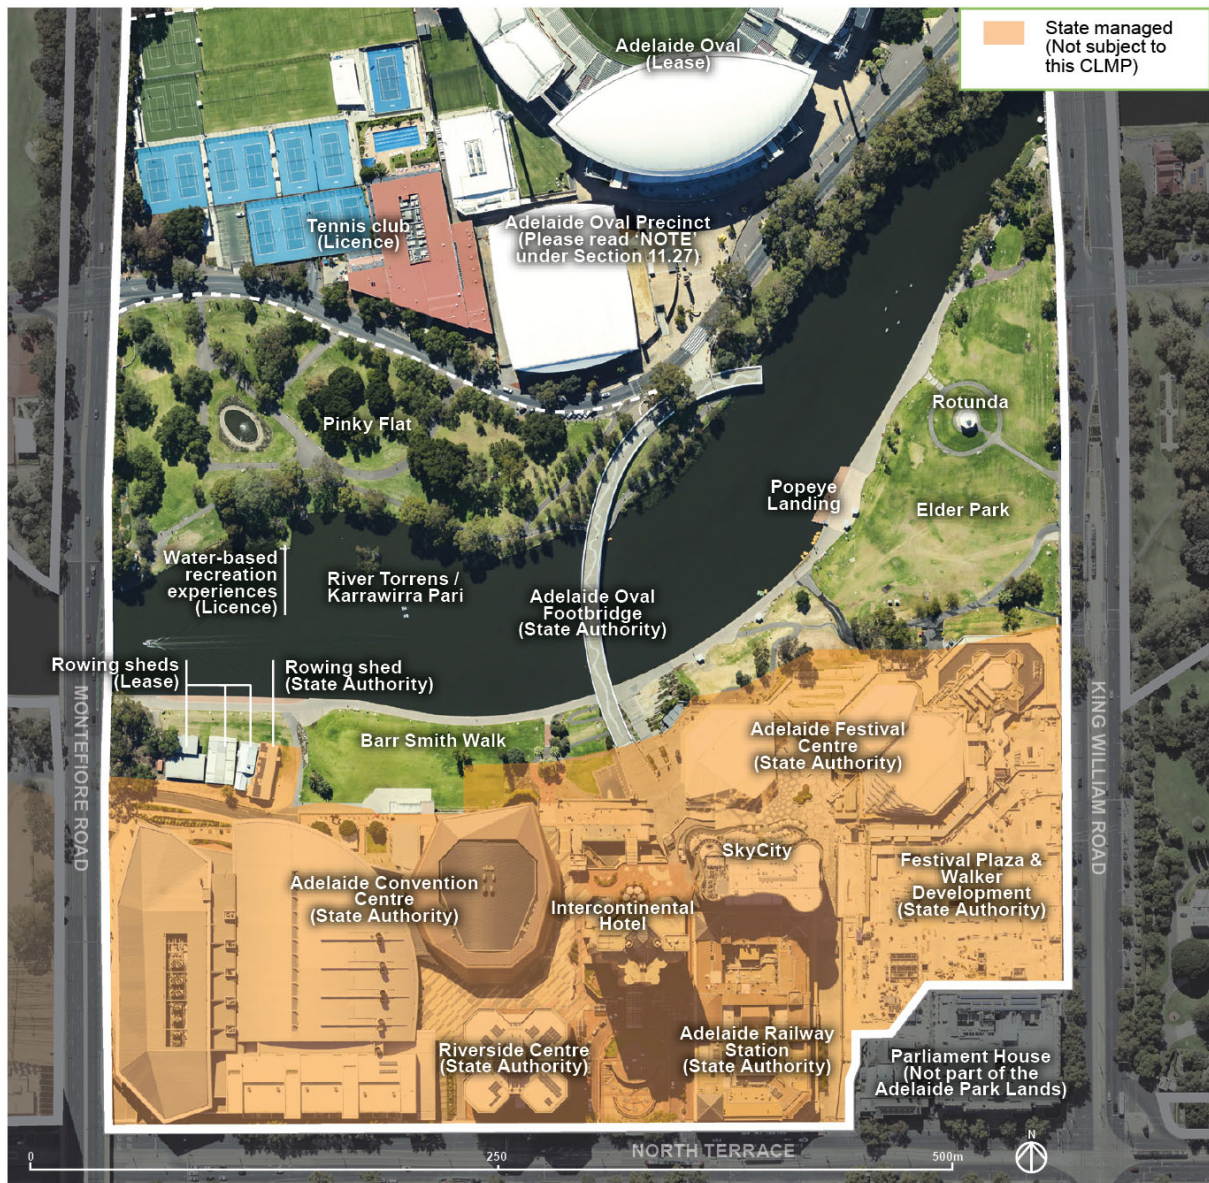 State managed
(Not subject to
this CLMP)
Adelaide Oval
(Lease)
Tennis club
(Licence)
Adelaide Oval Precinct
(Please read ‘NOTE’
under Section 11.27)
Pinky Flat
Rotunda
Popeye
Landing
Elder Park
Water-based
recreation
experiences
(Licence)
River Torrens /
Karrawirra Pari
Adelaide Oval
Footbridge
(State Authority)
Rowing sheds
(Lease)
Rowing shed
(State Authority)
Barr Smith Walk
Adelaide Festival
Centre
(State Authority)
MONTEFIORE ROAD
KING WILLIAM ROAD
SkyCity
Festival Plaza &
Walker
Development
(State Authority)
Adelaide Convention
Centre
(State Authority)
Intercontinental
Hotel
Riverside Centre
(State Authority)
Adelaide Railway
Station
(State Authority)
Parliament House
(Not part of the
Adelaide Park Lands)
NORTH TERRACE
N
0
250
500m